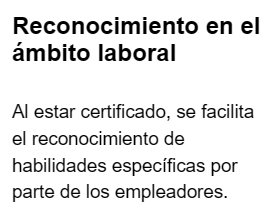 Reconocimiento en el
ámbito laboral
Al estar certificado, se facilita
el reconocimiento de
habilidades específicas por
parte de los empleadores.